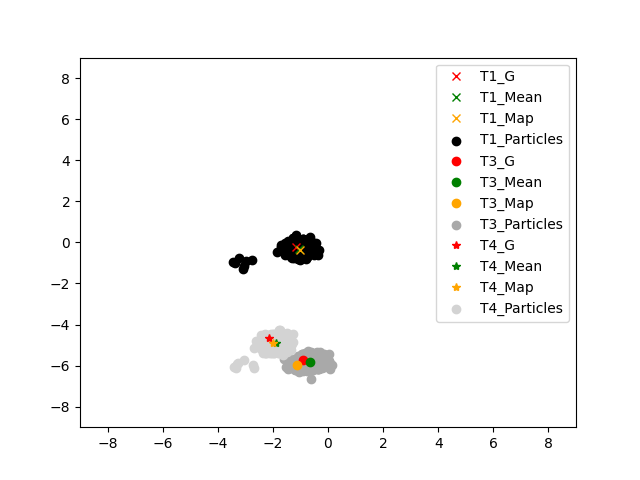 8
6
4
2
0
−2
−4
−6
−8
−8 −6 −4 −2 0 2 4 6 8
T1_G
T1_Mean
T1_Map
T1_Particles
T3_G
T3_Mean
T3_Map
T3_Particles
T4_G
T4_Mean
T4_Map
T4_Particles